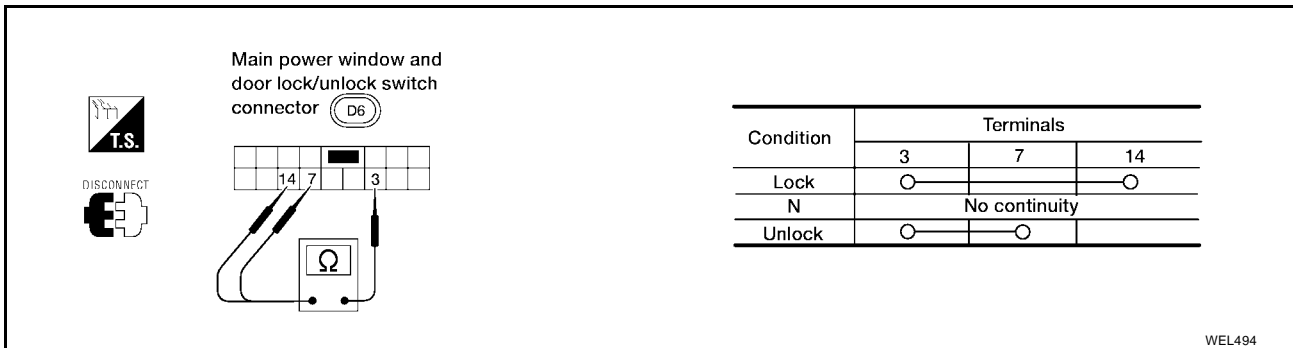 Main power window and
door lock/unlock switch
connector D6
T.S.
DISCONNECT
14 7 3
Ω
Condition Terminals
3 7 14
Lock
N No continuity
Unlock
WEL494